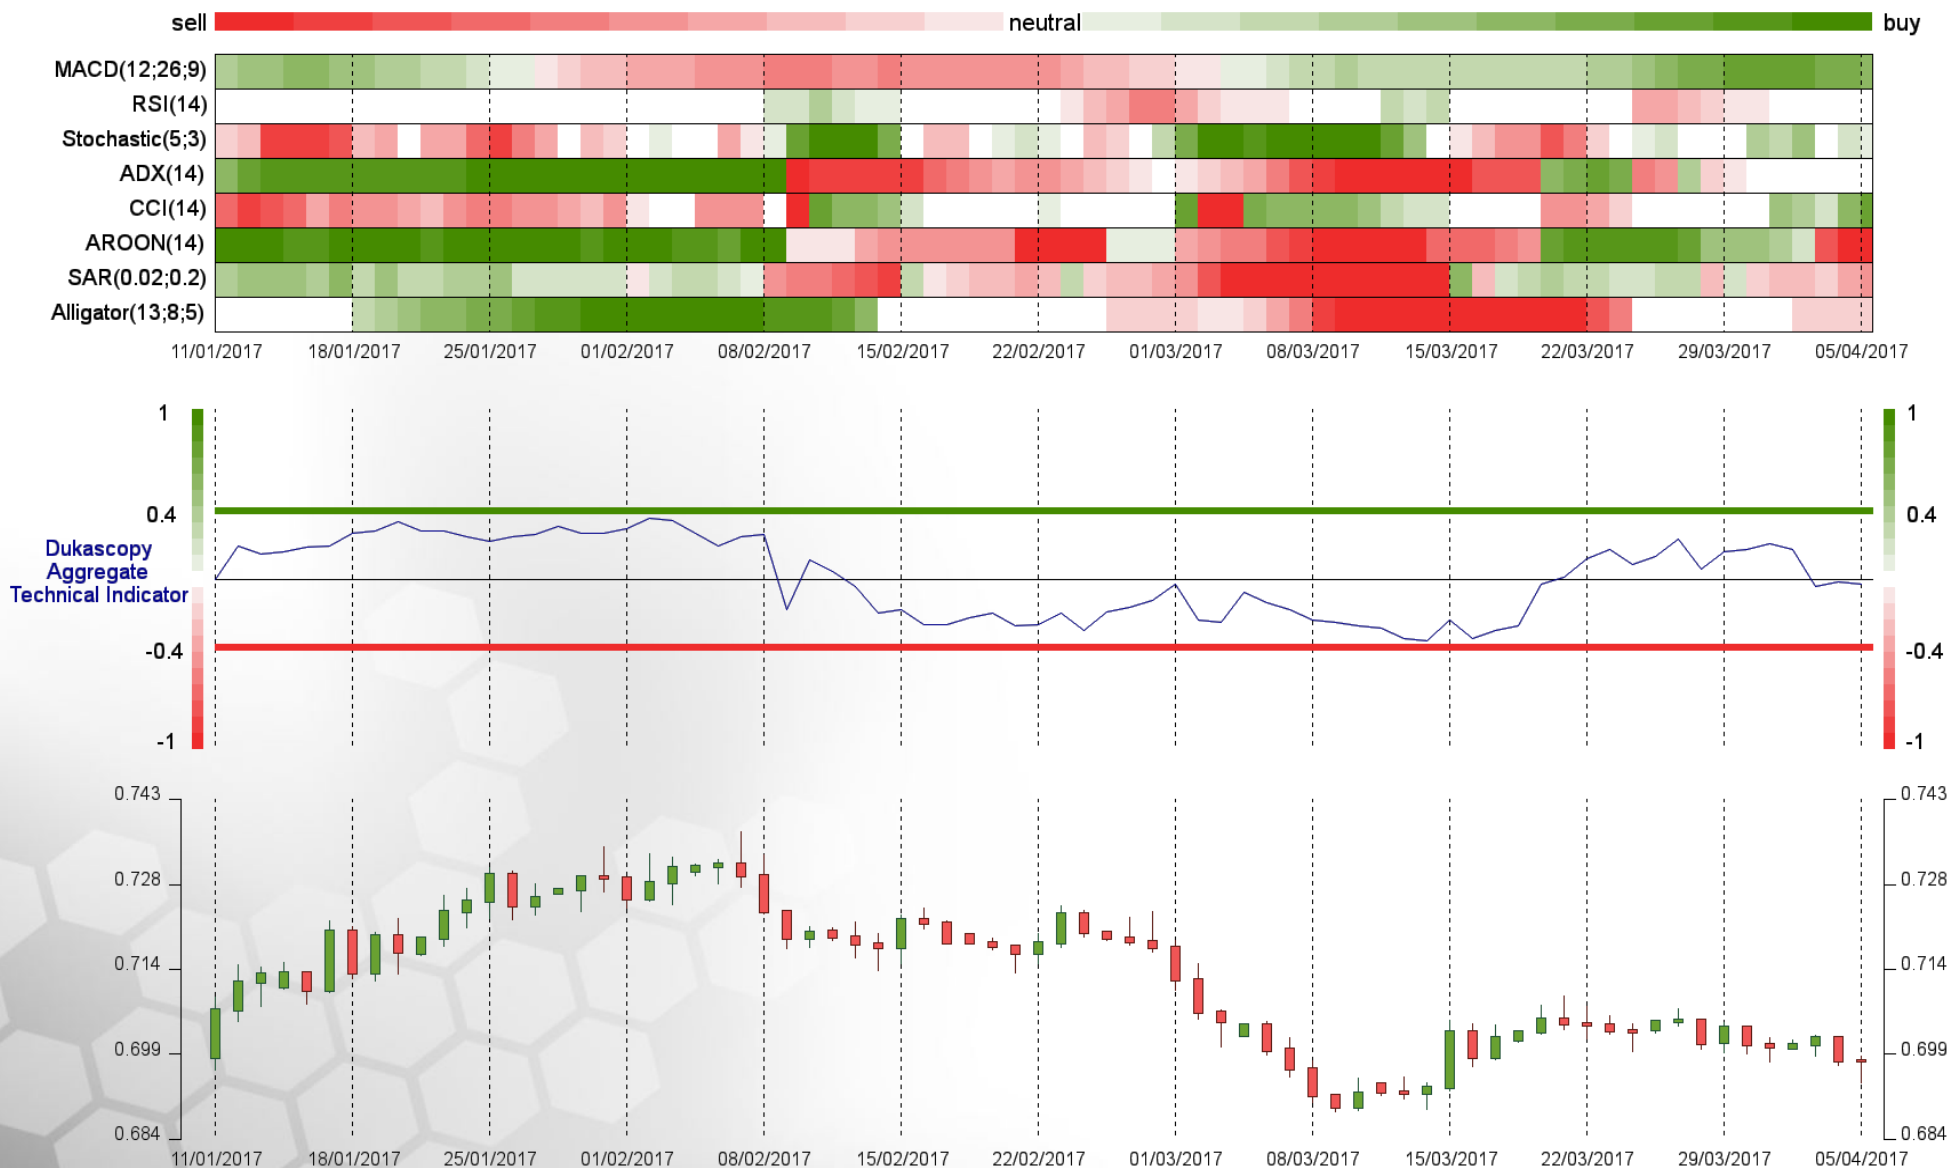 sell neutral buy
MACD(12;26;9)
RSI(14)
Stochastic(5;3)
ADX(14)
CCI(14)
AROON(14)
SAR(0.02;0.2)
Alligator(13;8;5)
11/01/2017 18/01/2017 25/01/2017 01/02/2017 08/02/2017 15/02/2017 22/02/2017 01/03/2017 08/03/2017 15/03/2017 22/03/2017 29/03/2017 05/04/2017
1 1
0.4 0.4
Dukascopy
Aggregate
Technical Indicator
-0.4 -0.4
-1 -1
0.743 0.743
0.728 0.728
0.714 0.714
0.699 0.699
0.684 0.684
11/01/2017 18/01/2017 25/01/2017 01/02/2017 08/02/2017 15/02/2017 22/02/2017 01/03/2017 08/03/2017 15/03/2017 22/03/2017 29/03/2017 05/04/2017